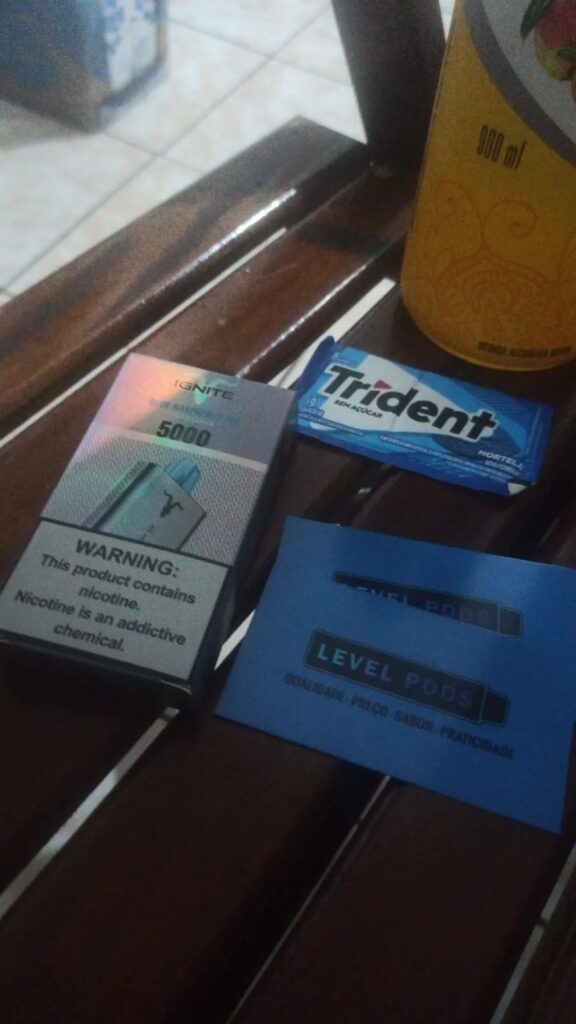 900 ml
IGNITE
5000
WARNING:
This product contains
nicotine.
Nicotine is an addictive
chemical.
Trident
SEM AÇÚCAR
HORTELÃ
LEVEL PODS
LEVEL PODS
QUALIDADE - PREÇO - SABOR - PRATICIDADE